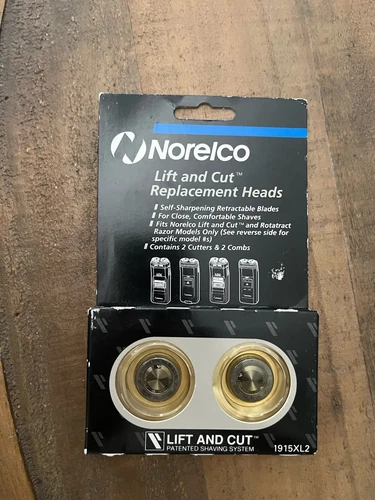 Norelco
Lift and Cut™
Replacement Heads
Self-Sharpening Retractable Blades
For Close, Comfortable Shaves
Fits Norelco Lift and Cut™ and Rotatract
Razor Models Only (See reverse side for
specific model #s)
Contains 2 Cutters & 2 Combs
LIFT AND CUT™
PATENTED SHAVING SYSTEM
1915XL2